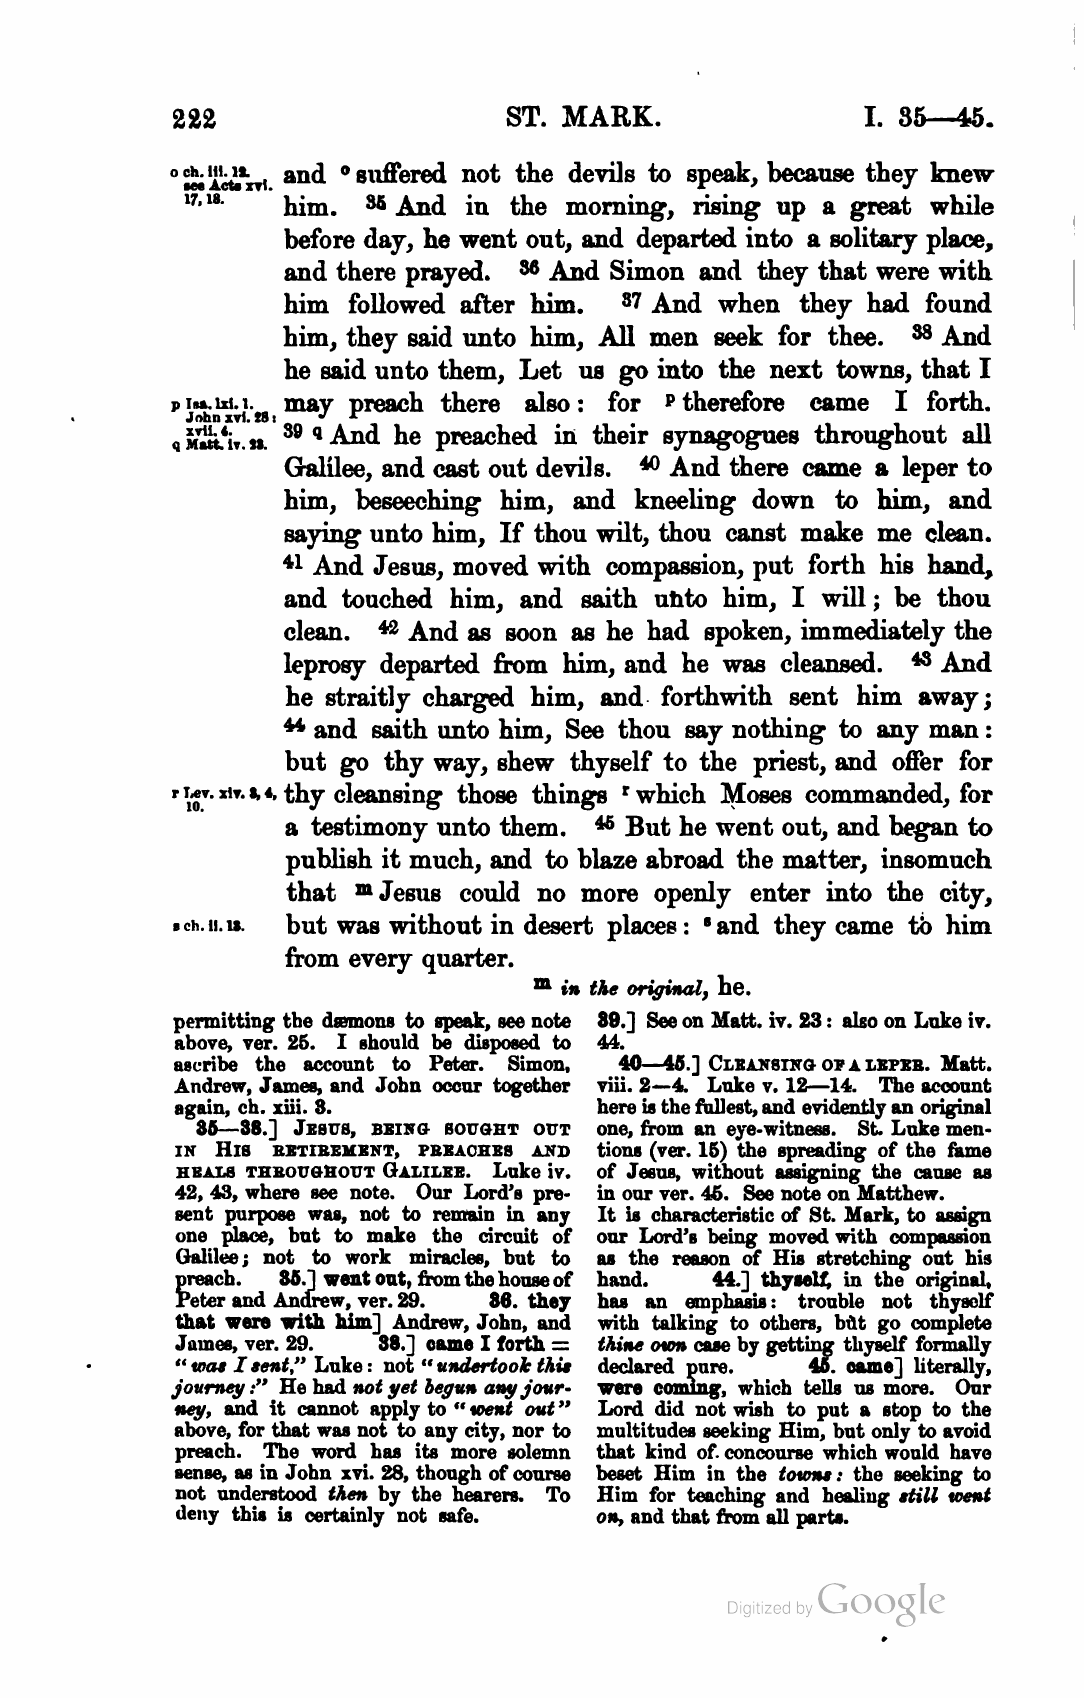 222 ST. MARK. I. 35—45.
o ch. iii. 12.
see Acts xvi.
17, 18.
and o suffered not the devils to speak, because they knew
him. 35 And in the morning, rising up a great while
before day, he went out, and departed into a solitary place,
and there prayed. 36 And Simon and they that were with
him followed after him. 37 And when they had found
him, they said unto him, All men seek for thee. 38 And
he said unto them, Let us go into the next towns, that I
p Isa. lxi. 1.
John xvi. 28:
xvii. 4.
q Matt. iv. 23.
may preach there also: for p therefore came I forth.
39 q And he preached in their synagogues throughout all
Galilee, and cast out devils. 40 And there came a leper to
him, beseeching him, and kneeling down to him, and
saying unto him, If thou wilt, thou canst make me clean.
41 And Jesus, moved with compassion, put forth his hand,
and touched him, and saith unto him, I will; be thou
clean. 42 And as soon as he had spoken, immediately the
leprosy departed from him, and he was cleansed. 43 And
he straitly charged him, and forthwith sent him away;
44 and saith unto him, See thou say nothing to any man:
but go thy way, shew thyself to the priest, and offer for
r Lev. xiv. 3, 4,
10.
thy cleansing those things r which Moses commanded, for
a testimony unto them. 45 But he went out, and began to
publish it much, and to blaze abroad the matter, insomuch
that m Jesus could no more openly enter into the city,
s ch. ii. 13.
but was without in desert places: s and they came to him
from every quarter.
m in the original, he.
permitting the dæmons to speak, see note
above, ver. 25. I should be disposed to
ascribe the account to Peter. Simon,
Andrew, James, and John occur together
again, ch. xiii. 3.
35—38.] JESUS, BEING SOUGHT OUT
IN HIS RETIREMENT, PREACHES AND
HEALS THROUGHOUT GALILEE. Luke iv.
42, 43, where see note. Our Lord's pre-
sent purpose was, not to remain in any
one place, but to make the circuit of
Galilee; not to work miracles, but to
preach. 35.] went out, from the house of
Peter and Andrew, ver. 29. 36. they
that were with him] Andrew, John, and
James, ver. 29. 38.] came I forth =
"was I sent," Luke: not "undertook this
journey:" He had not yet begun any jour-
ney, and it cannot apply to "went out"
above, for that was not to any city, nor to
preach. The word has its more solemn
sense, as in John xvi. 28, though of course
not understood then by the hearers. To
deny this is certainly not safe.
39.] See on Matt. iv. 23: also on Luke iv.
44.
40—45.] CLEANSING OF A LEPER. Matt.
viii. 2—4. Luke v. 12—14. The account
here is the fullest, and evidently an original
one, from an eye-witness. St. Luke men-
tions (ver. 15) the spreading of the fame
of Jesus, without assigning the cause as
in our ver. 45. See note on Matthew.
It is characteristic of St. Mark, to assign
our Lord's being moved with compassion
as the reason of His stretching out his
hand. 44.] thyself, in the original,
has an emphasis: trouble not thyself
with talking to others, but go complete
thine own case by getting thyself formally
declared pure. 45. came] literally,
were coming, which tells us more. Our
Lord did not wish to put a stop to the
multitudes seeking Him, but only to avoid
that kind of. concourse which would have
beset Him in the towns: the seeking to
Him for teaching and healing still went
on, and that from all parts.
Digitized by Google